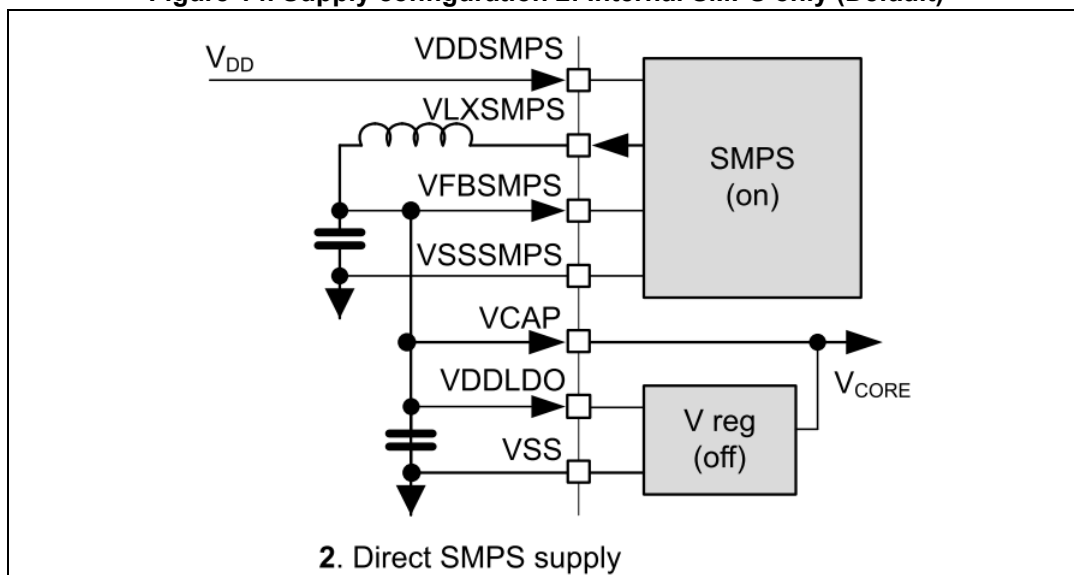 Figure 14. Supply configuration 2: Internal SMPS only (Default)
VDD
VDDSMPS
VLXSMPS
SMPS
(on)
VFBSMPS
VSSSMPS
VCAP
VCORE
VDDLDO
V reg
(off)
VSS
2. Direct SMPS supply